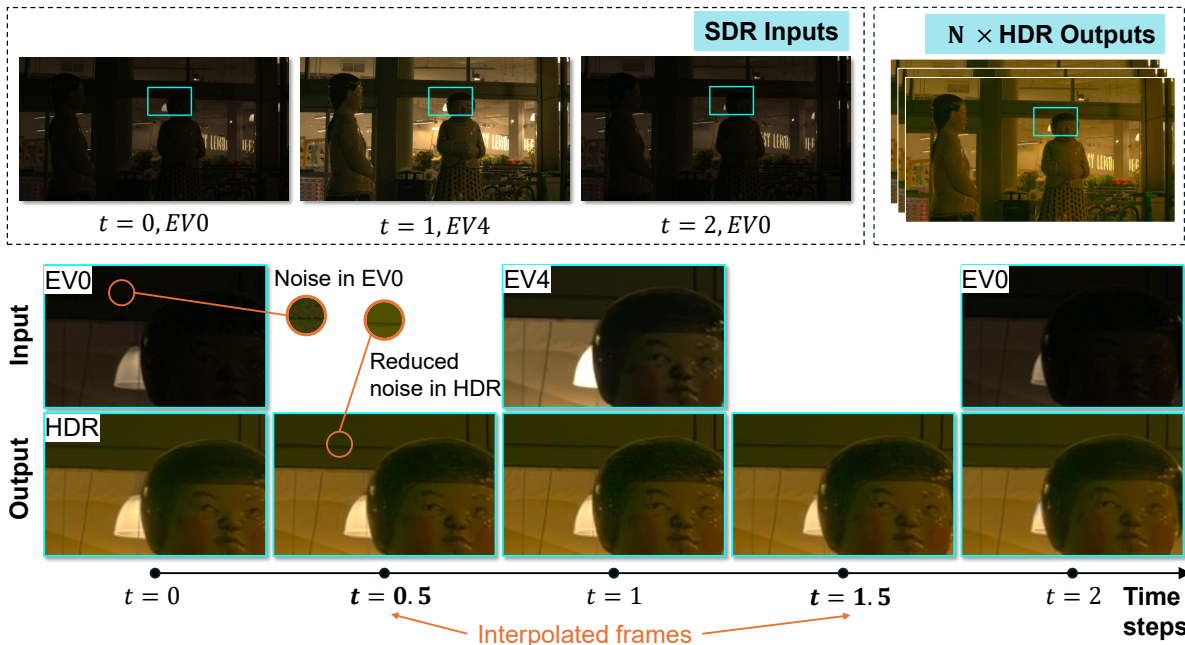 SDR Inputs
N × HDR Outputs
t = 0, EV0
t = 1, EV4
t = 2, EV0
Input
EV0
Noise in EV0
EV4
EV0
Reduced
noise in HDR
Output
HDR
t = 0
t = 0.5
t = 1
t = 1.5
t = 2
Time
steps
Interpolated frames